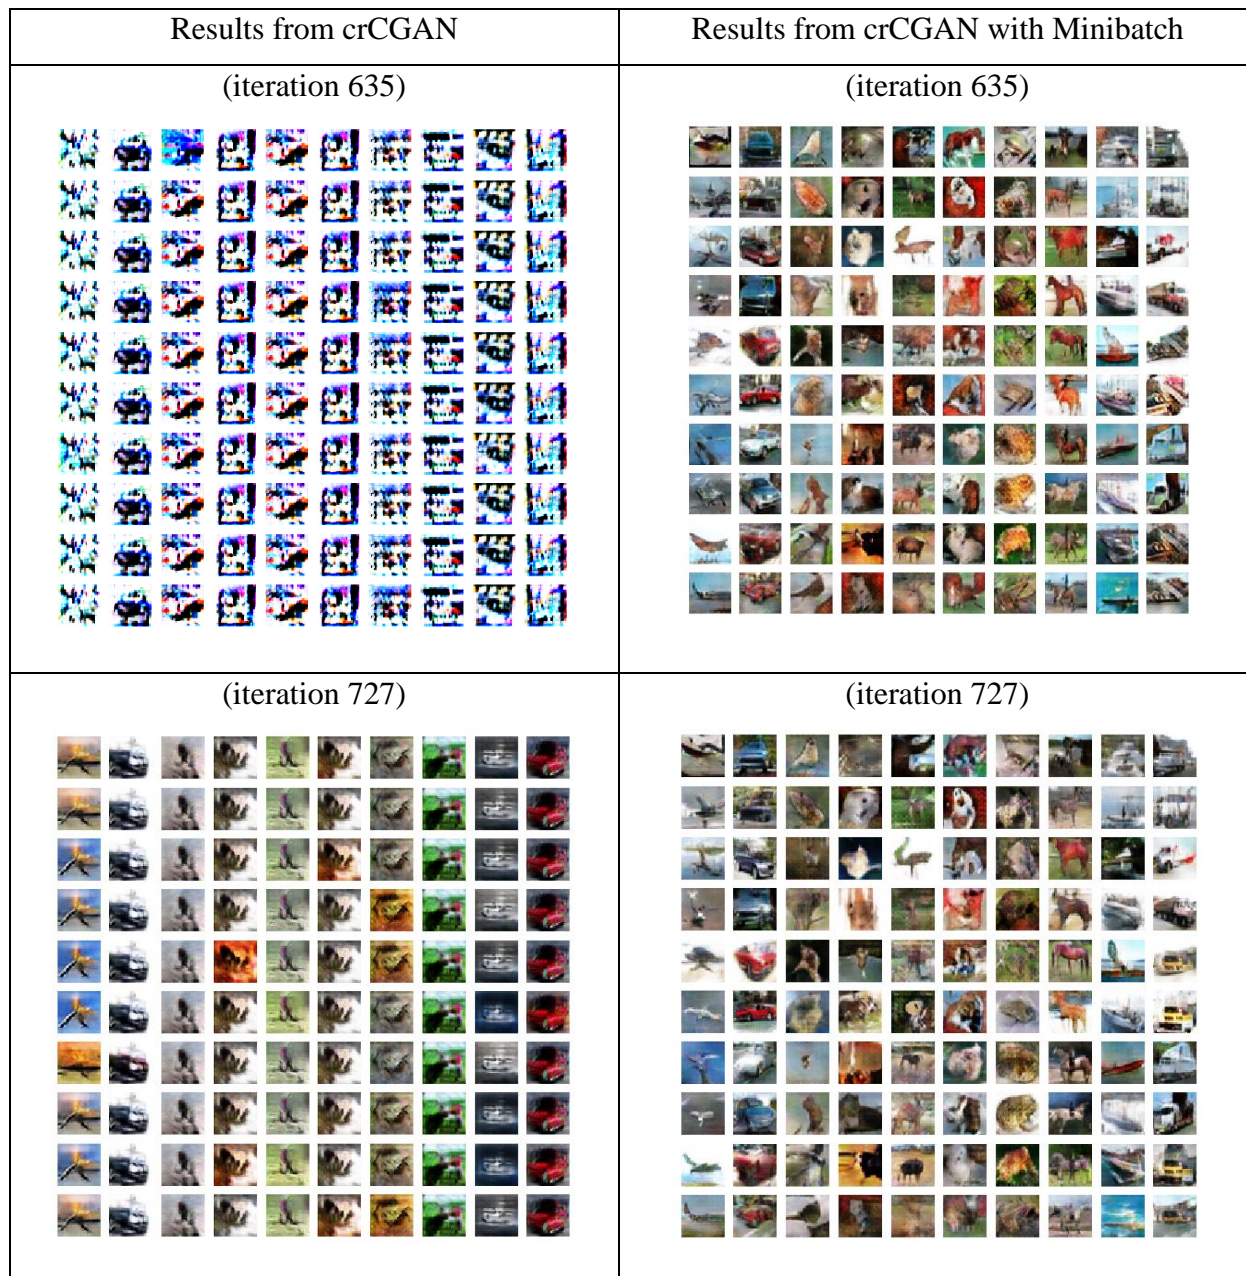 Results from crCGAN
Results from crCGAN with Minibatch
(iteration 635)
(iteration 635)
(iteration 727)
(iteration 727)